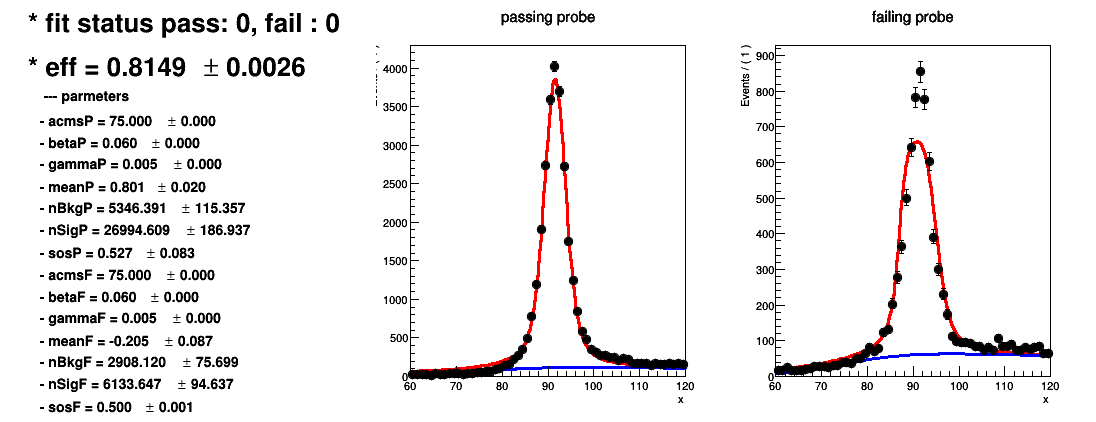 * fit status pass: 0, fail : 0
* eff = 0.8149 ± 0.0026
--- parmeters
- acmsP = 75.000 ± 0.000
- betaP = 0.060 ± 0.000
- gammaP = 0.005 ± 0.000
- meanP = 0.801 ± 0.020
- nBkgP = 5346.391 ± 115.357
- nSigP = 26994.609 ± 186.937
- sosP = 0.527 ± 0.083
- acmsF = 75.000 ± 0.000
- betaF = 0.060 ± 0.000
- gammaF = 0.005 ± 0.000
- meanF = -0.205 ± 0.087
- nBkgF = 2908.120 ± 75.699
- nSigF = 6133.647 ± 94.637
- sosF = 0.500 ± 0.001
passing probe
4000
3500
3000
2500
2000
1500
1000
500
0
60 70 80 90 100 110 120
x
failing probe
Events / ( 1 )
900
800
700
600
500
400
300
200
100
0
60 70 80 90 100 110 120
x